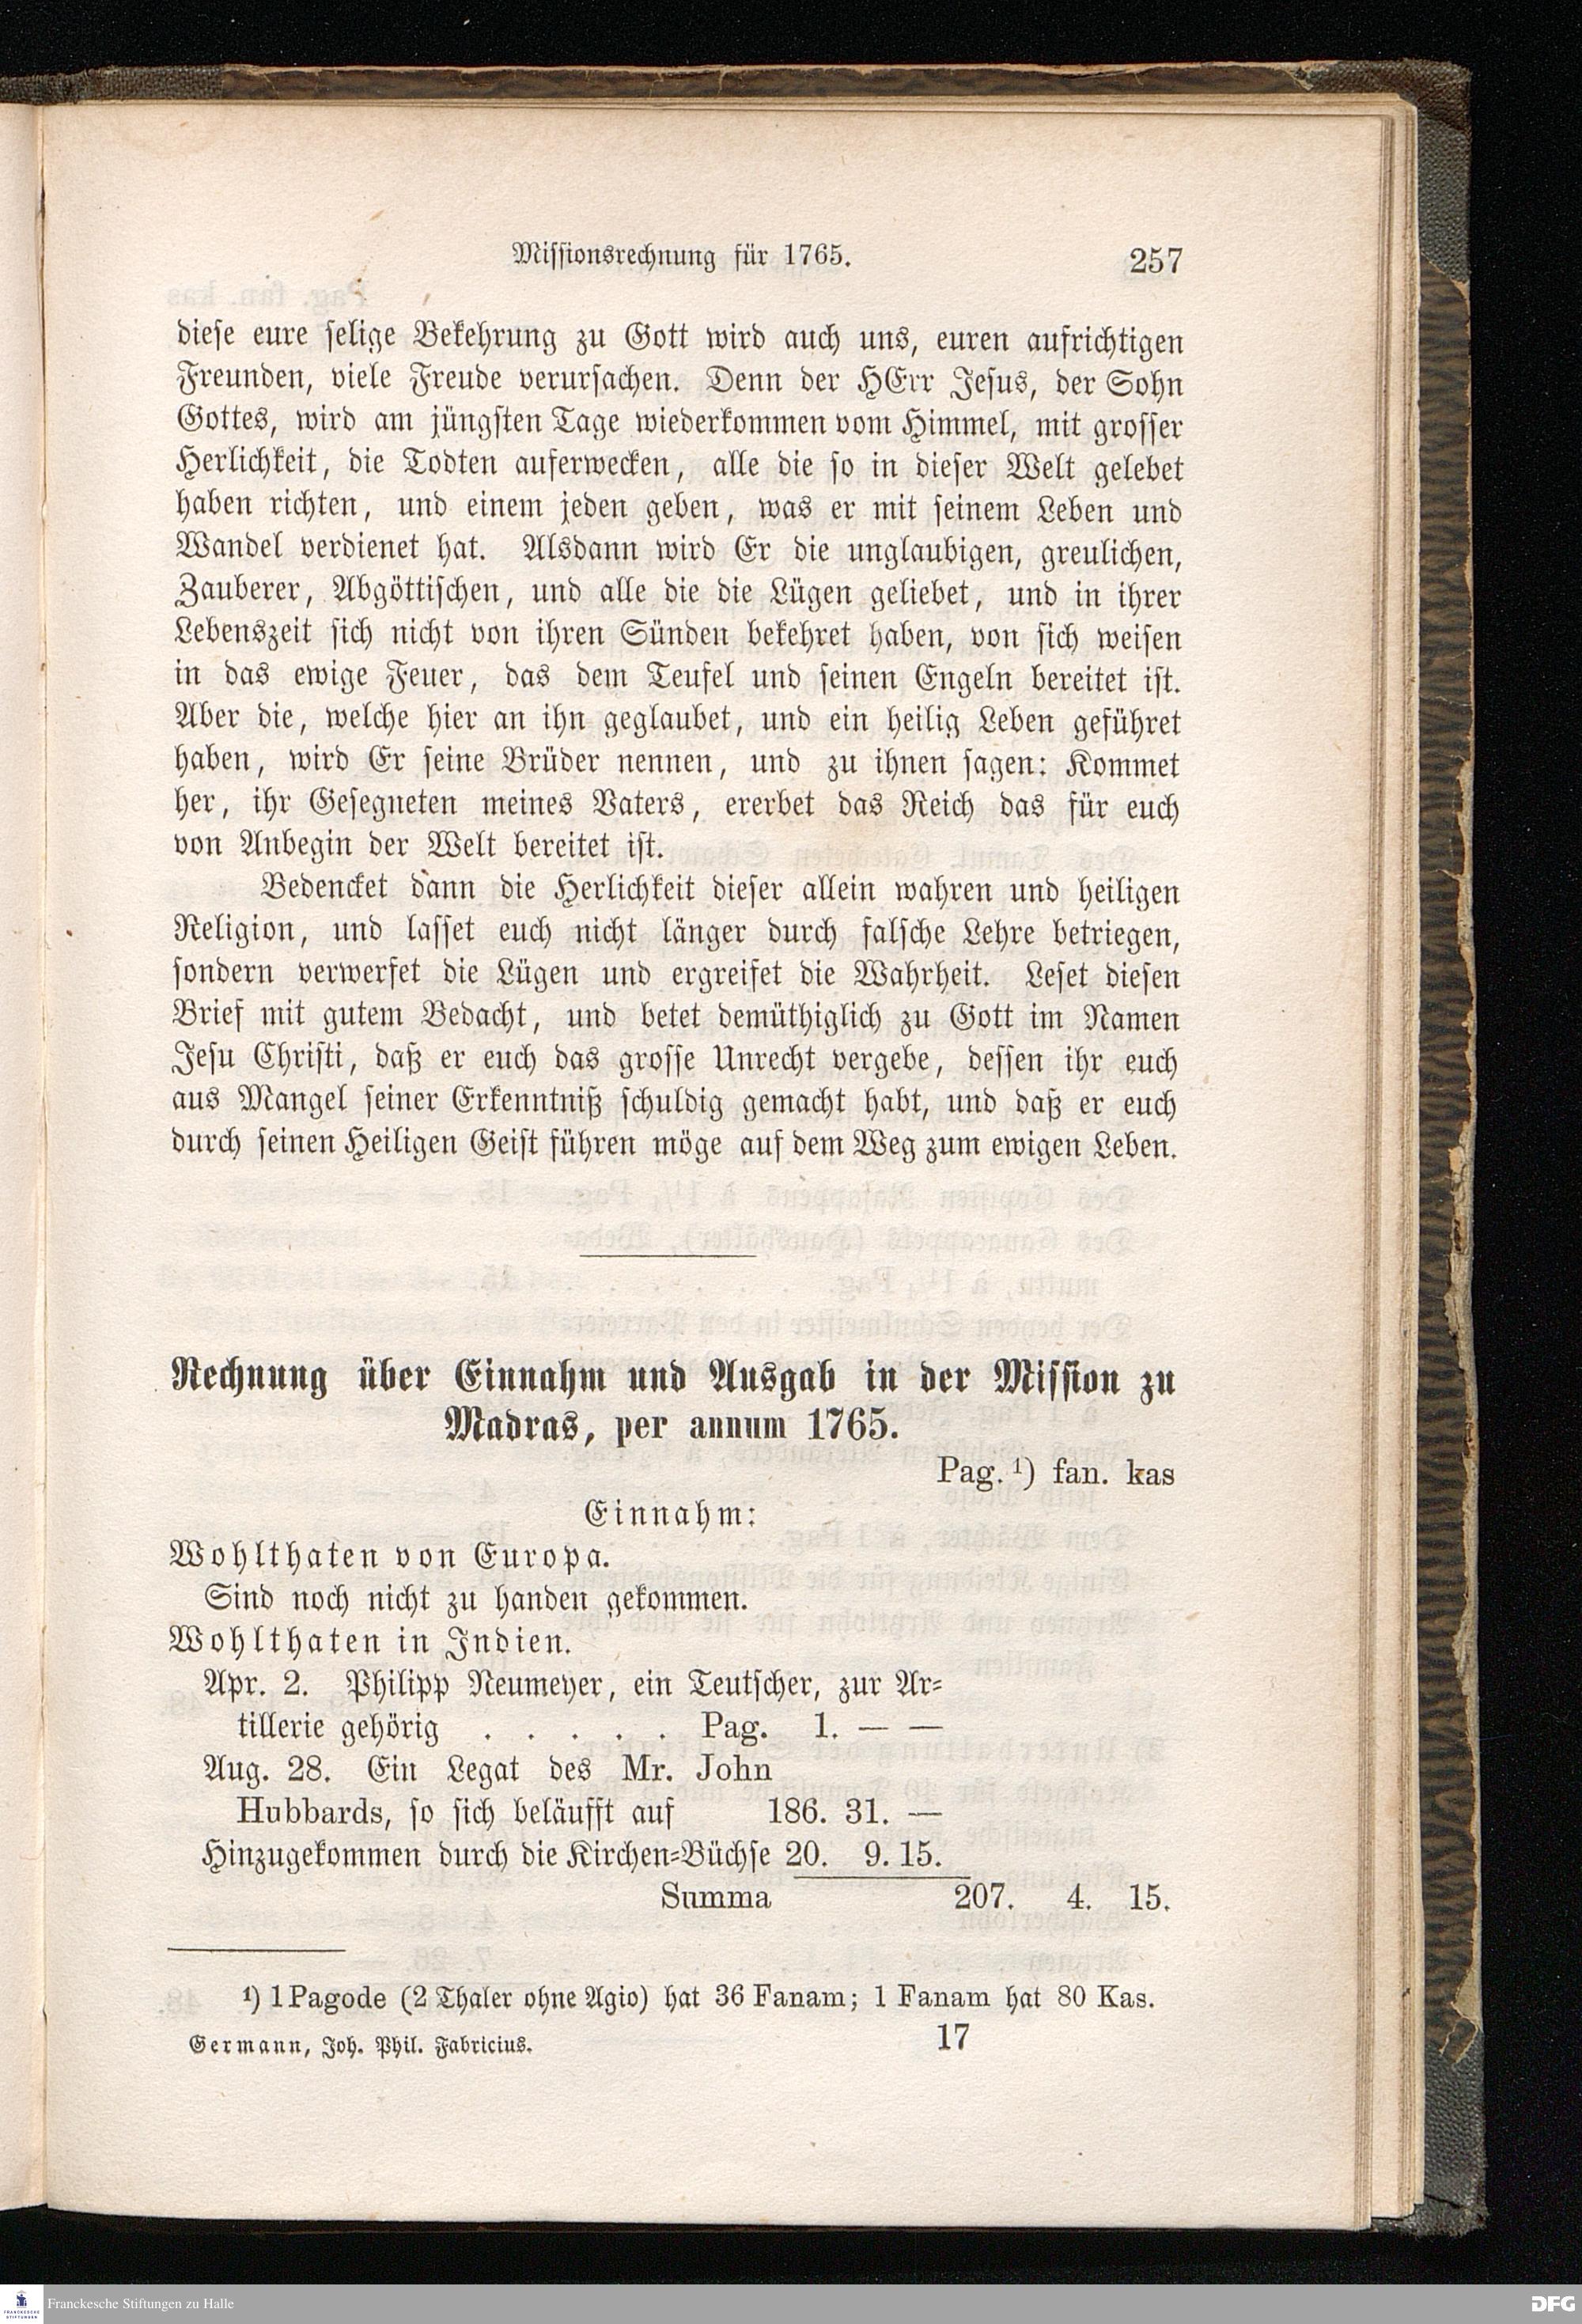 Missionsrechnung für 1765. 257
diese eure selige Bekehrung zu Gott wird auch uns, euren aufrichtigen
Freunden, viele Freude verursachen. Denn der HErr Jesus, der Sohn
Gottes, wird am jüngsten Tage wiederkommen vom Himmel, mit grosser
Herlichkeit, die Todten auferwecken, alle die so in dieser Welt gelebet
haben richten, und einem jeden geben, was er mit seinem Leben und
Wandel verdienet hat. Alsdann wird Er die unglaubigen, greulichen,
Zauberer, Abgöttischen, und alle die die Lügen geliebet, und in ihrer
Lebenszeit sich nicht von ihren Sünden bekehret haben, von sich weisen
in das ewige Feuer, das dem Teufel und seinen Engeln bereitet ist.
Aber die, welche hier an ihn geglaubet, und ein heilig Leben geführet
haben, wird Er seine Brüder nennen, und zu ihnen sagen: Kommet
her, ihr Gesegneten meines Vaters, ererbet das Reich das für euch
von Anbegin der Welt bereitet ist.
Bedencket dann die Herlichkeit dieser allein wahren und heiligen
Religion, und lasset euch nicht länger durch falsche Lehre betriegen,
sondern verwerfet die Lügen und ergreifet die Wahrheit. Leset diesen
Brief mit gutem Bedacht, und betet demüthiglich zu Gott im Namen
Jesu Christi, daß er euch das grosse Unrecht vergebe, dessen ihr euch
aus Mangel seiner Erkenntniß schuldig gemacht habt, und daß er euch
durch seinen Heiligen Geist führen möge auf dem Weg zum ewigen Leben.
Rechnung über Einnahm und Ausgab in der Mission zu
Madras, per annum 1765.
Pag. ¹) fan. kas
Einnahm:
Wohlthaten von Europa.
Sind noch nicht zu handen gekommen.
Wohlthaten in Indien.
Apr. 2. Philipp Neumeyer, ein Teutscher, zur Ar-
tillerie gehörig . . . . . Pag. 1. — —
Aug. 28. Ein Legat des Mr. John
Hubbards, so sich beläufft auf 186. 31. —
Hinzugekommen durch die Kirchen-Büchse 20. 9. 15.
Summa 207. 4. 15.
¹) 1 Pagode (2 Thaler ohne Agio) hat 36 Fanam; 1 Fanam hat 80 Kas.
Germann, Joh. Phil. Fabricius. 17
FRANCKESCHE
STIFTUNGEN
Franckesche Stiftungen zu Halle
DFG